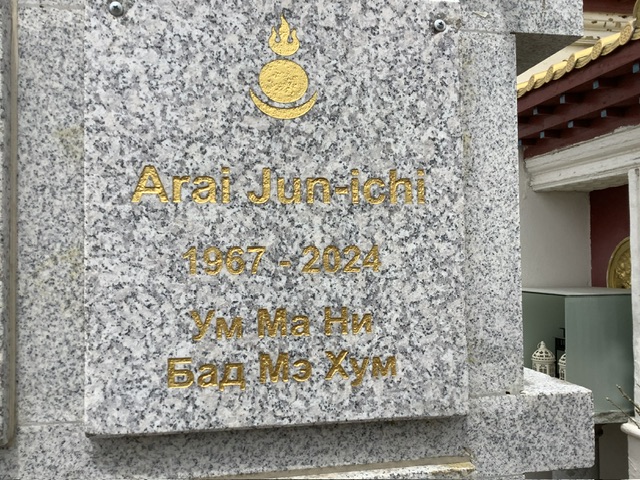 Arai Jun-ichi
1967 - 2024
Ум Ма Ни
Бад Мэ Хум